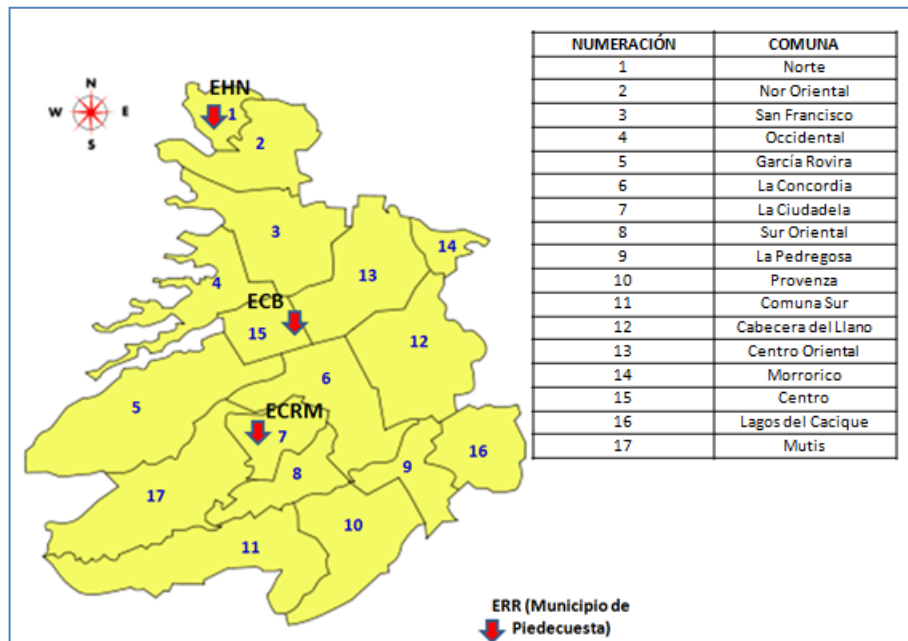 NUMERACIÓN COMUNA
1 Norte
2 Nor Oriental
3 San Francisco
4 Occidental
5 García Rovira
6 La Concordia
7 La Ciudadela
8 Sur Oriental
9 La Pedregosa
10 Provenza
11 Comuna Sur
12 Cabecera del Llano
13 Centro Oriental
14 Morrorico
15 Centro
16 Lagos del Cacique
17 Mutis
N
W E
S
EHN
1
2
3
14
13
4
ECB
15
12
6
5
ECRM
7
16
9
8
17
10
11
ERR (Municipio de
Piedecuesta)